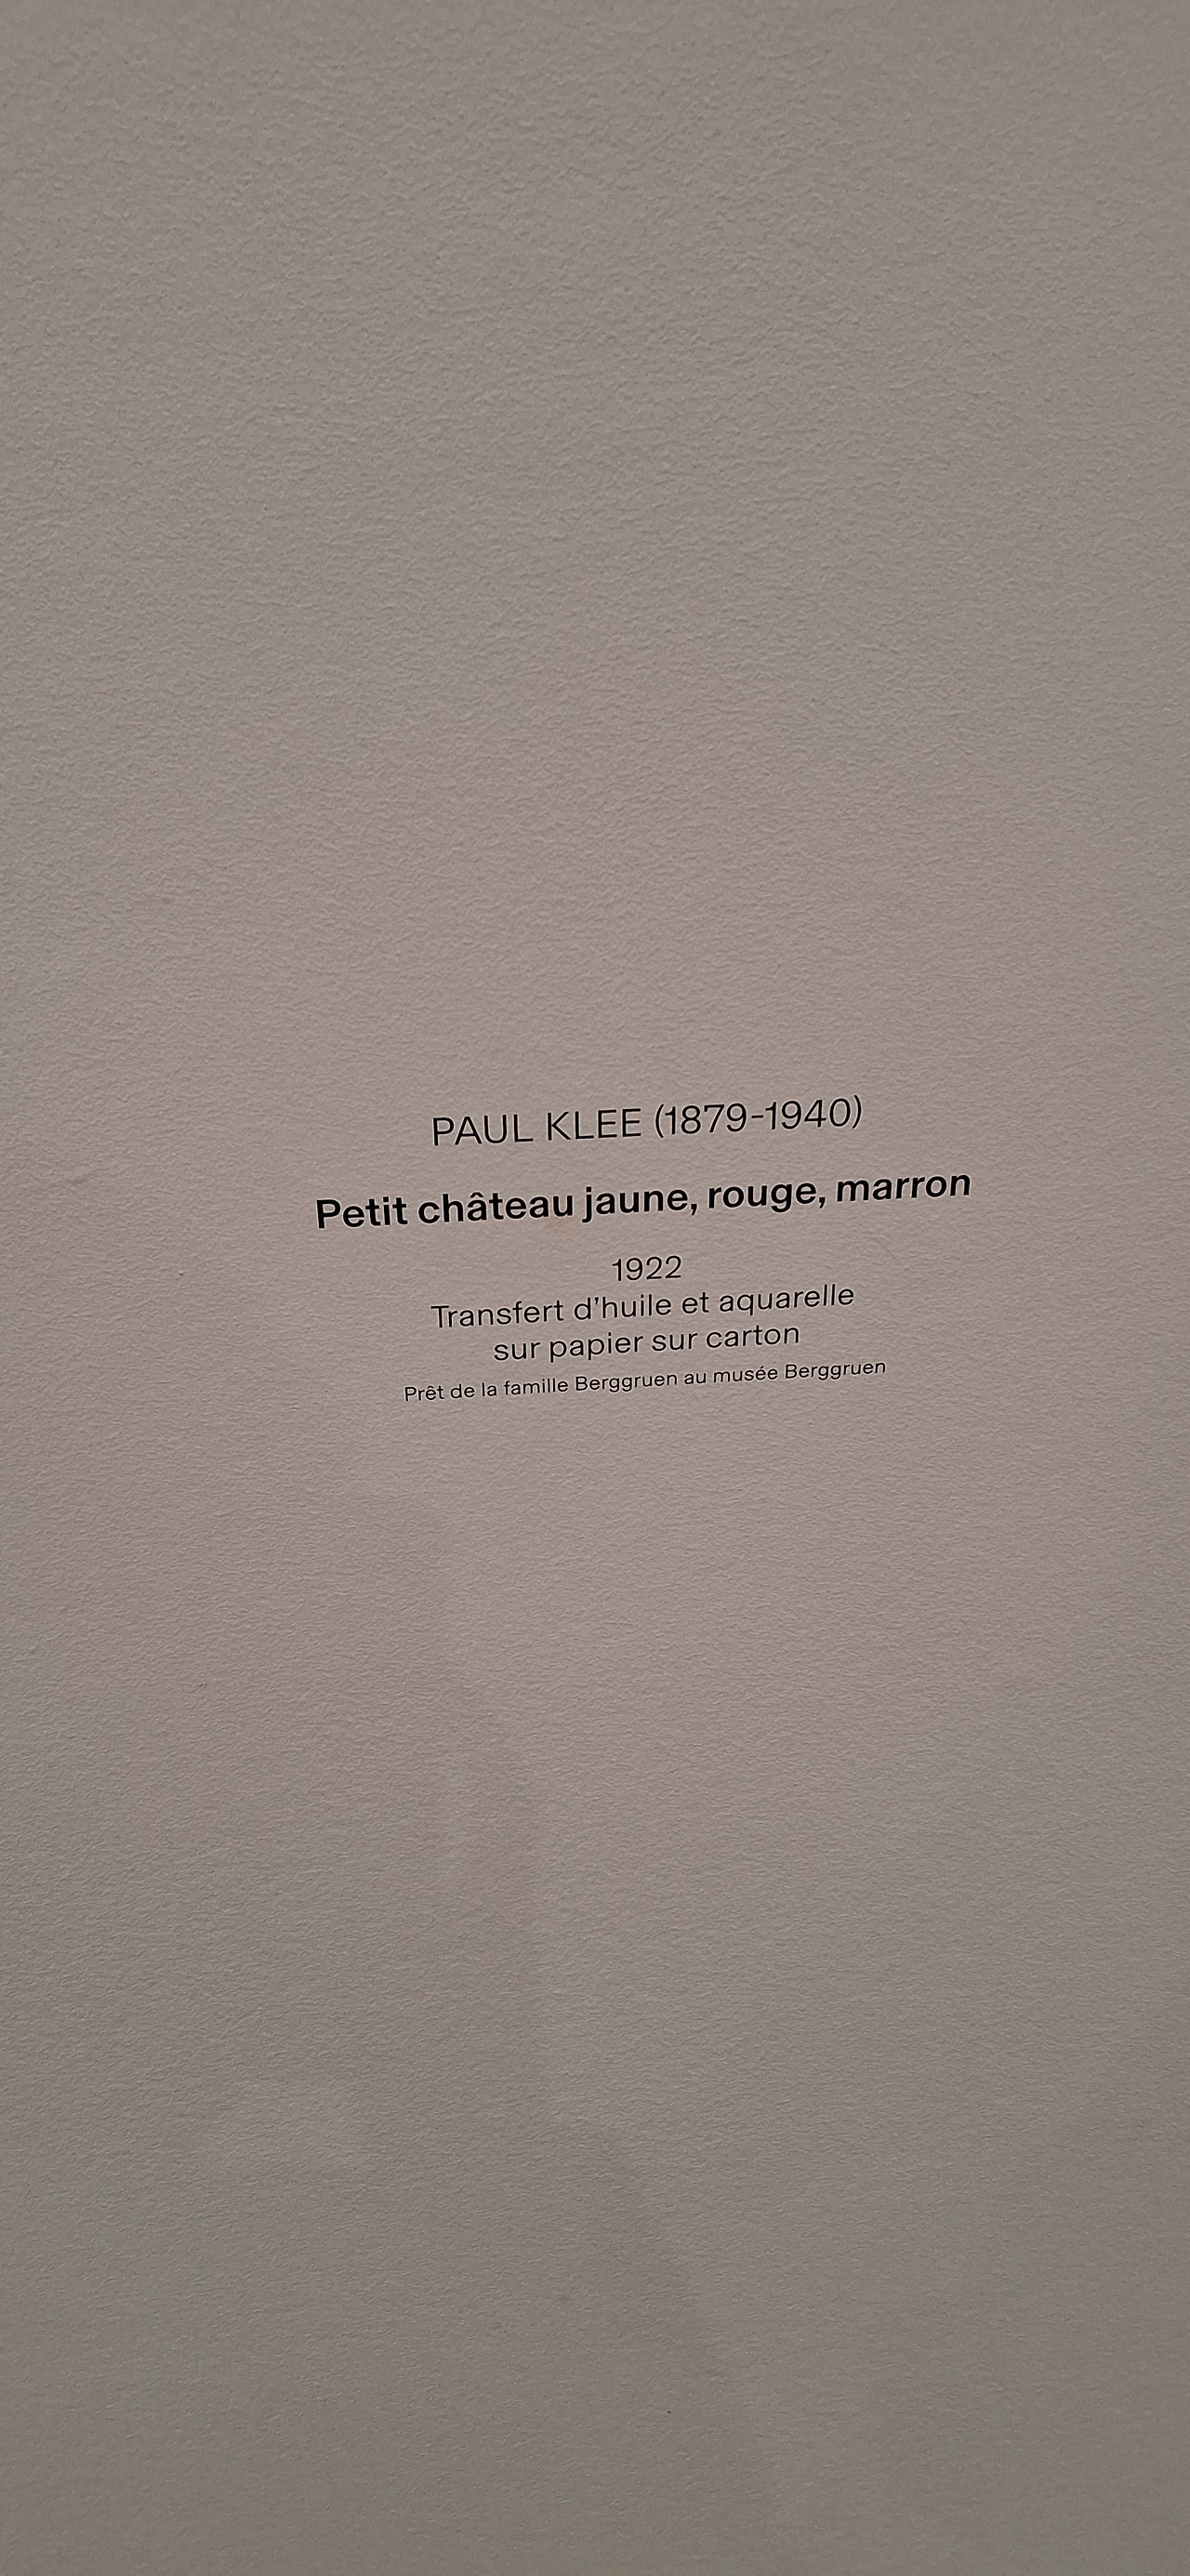 PAUL KLEE (1879-1940)
Petit château jaune, rouge, marron
1922
Transfert d'huile et aquarelle
sur papier sur carton
Prêt de la famille Berggruen au musée Berggruen